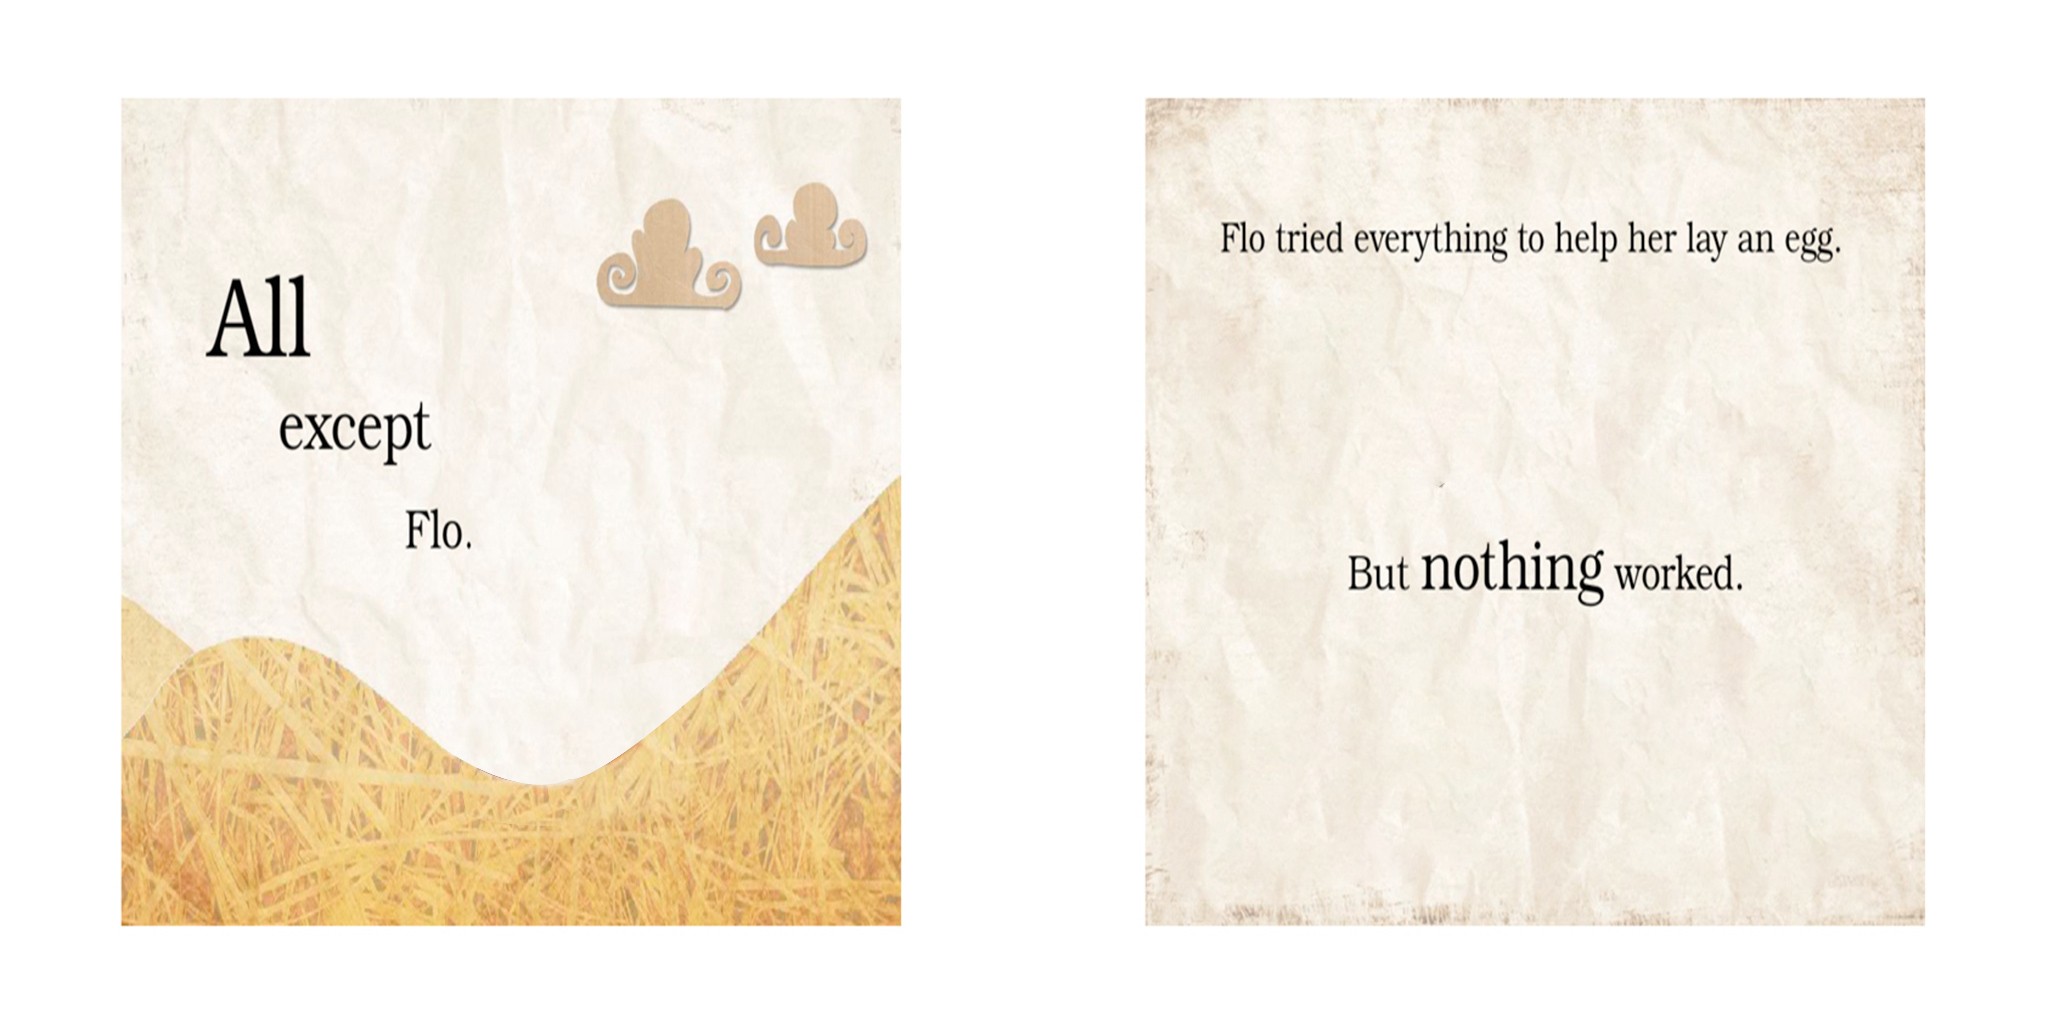 All
except
Flo.
Flo tried everything to help her lay an egg.
But nothing worked.